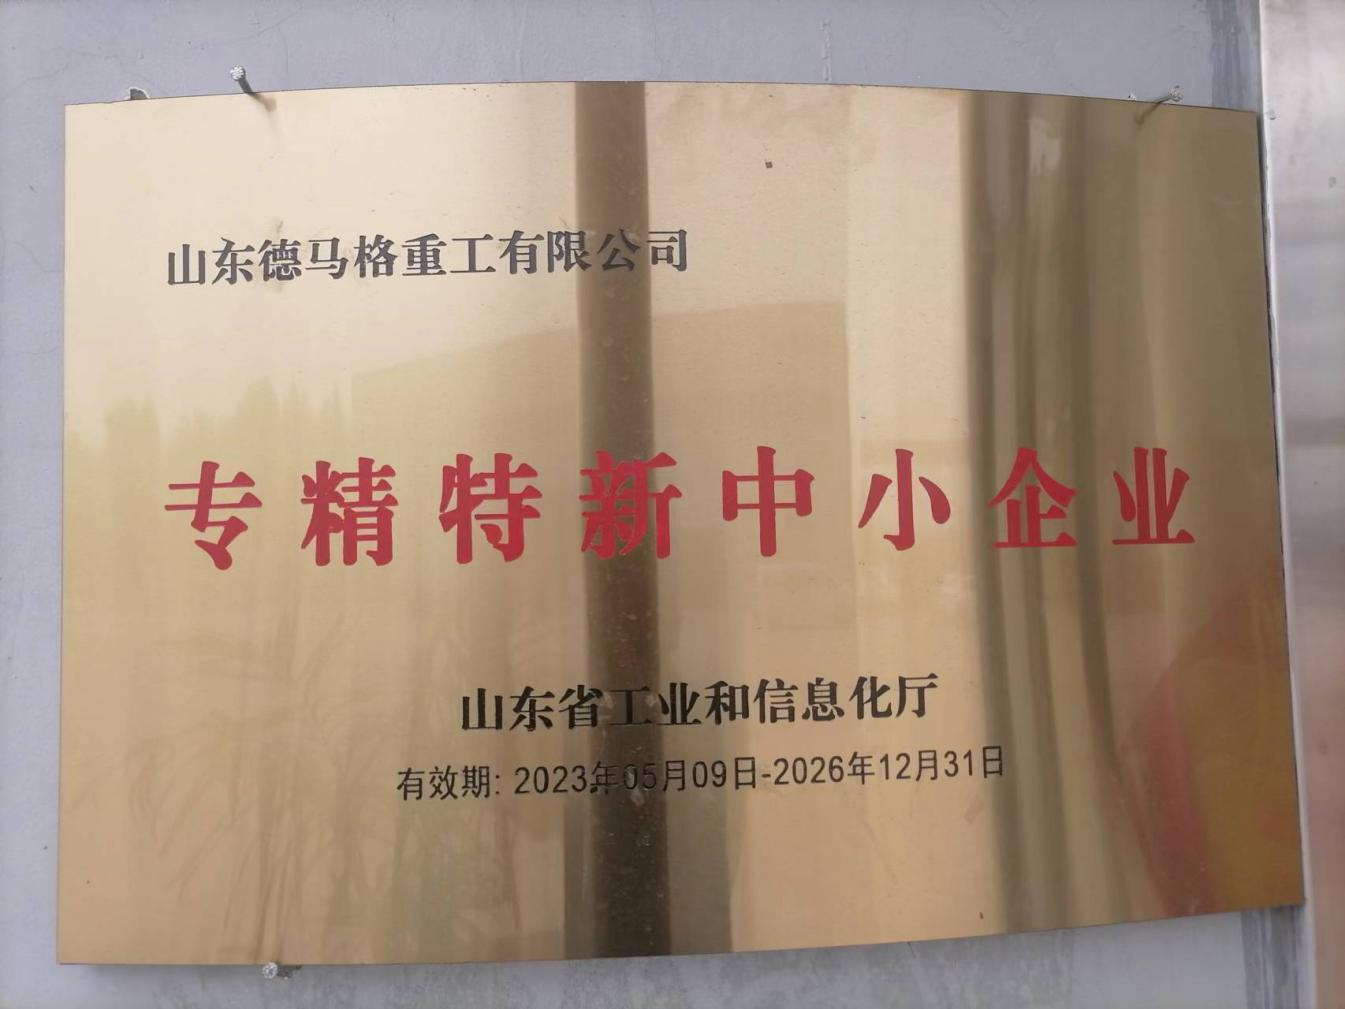 山东德马格重工有限公司
专精特新中小企业
山东省工业和信息化厅
有效期: 2023年05月09日-2026年12月31日